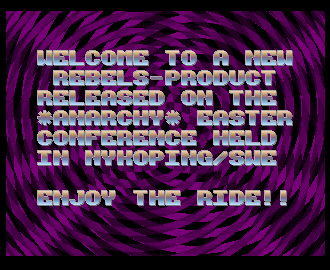 WELCOME TO A NEW
REBELS-PRODUCT
RELEASED ON THE
*ANARCHY* EASTER
CONFERENCE HELD
IN NYKOPING/SWE
ENJOY THE RIDE!!